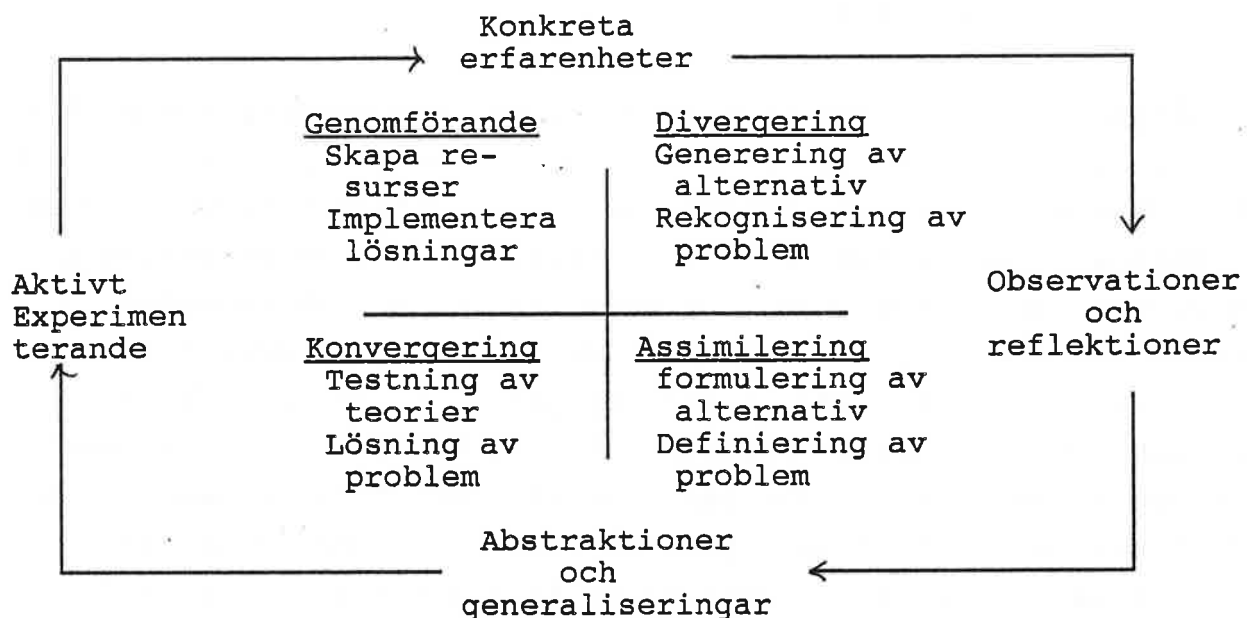 Konkreta
erfarenheter
Genomförande
Skapa re-
surser
Implementera
lösningar
Divergering
Generering av
alternativ
Rekognisering av
problem
Aktivt
Experimen
terande
Observationer
och
reflektioner
Konvergering
Testning av
teorier
Lösning av
problem
Assimilering
formulering av
alternativ
Definiering av
problem
Abstraktioner
och
generaliseringar